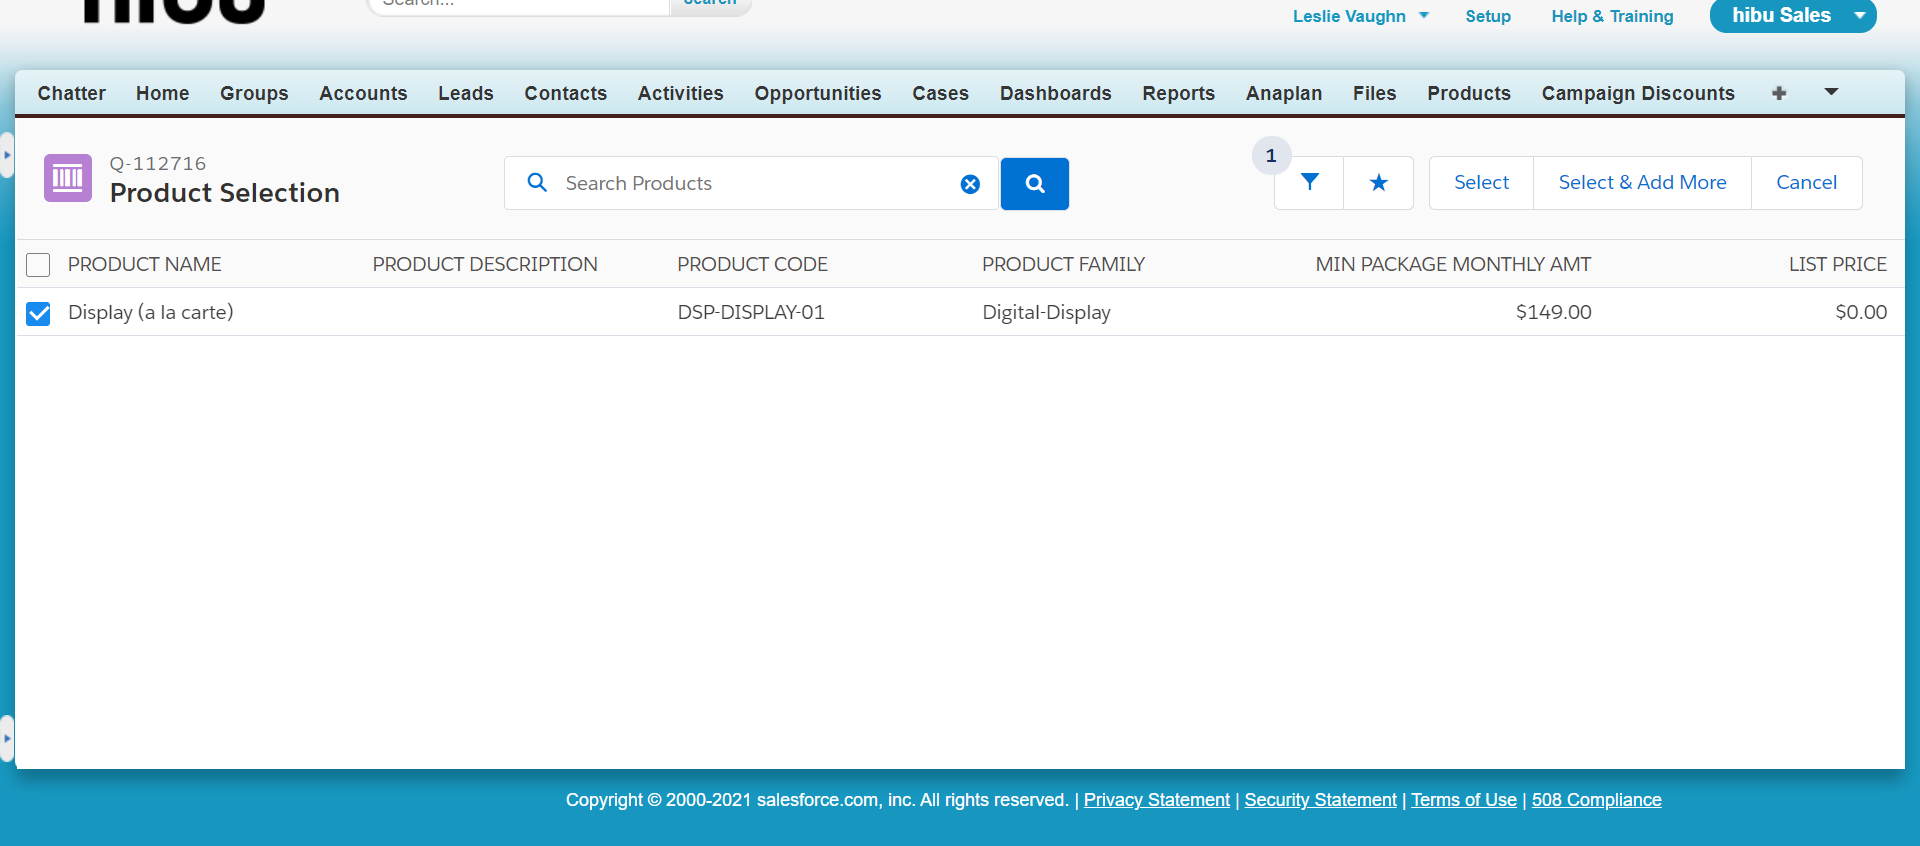 hibu
Search...
Search
Leslie Vaughn
Setup
Help & Training
hibu Sales
Chatter Home Groups Accounts Leads Contacts Activities Opportunities Cases Dashboards Reports Anaplan Files Products Campaign Discounts
Q-112716
Product Selection
Search Products
1
Select
Select & Add More
Cancel
PRODUCT NAME PRODUCT DESCRIPTION PRODUCT CODE PRODUCT FAMILY MIN PACKAGE MONTHLY AMT LIST PRICE
Display (a la carte) DSP-DISPLAY-01 Digital-Display $149.00 $0.00
Copyright © 2000-2021 salesforce.com, inc. All rights reserved. | Privacy Statement | Security Statement | Terms of Use | 508 Compliance